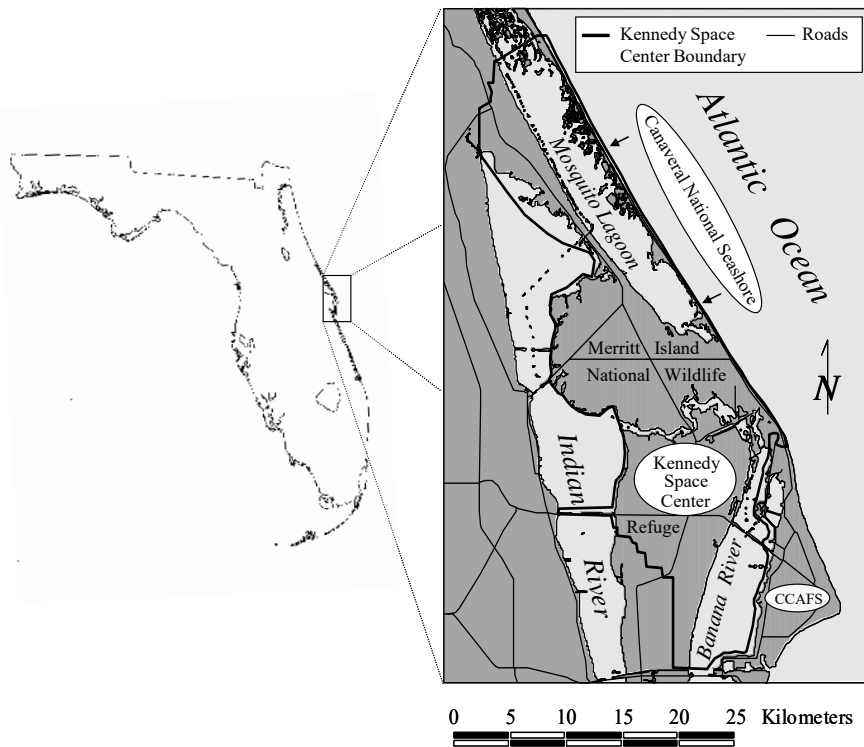 Kennedy Space
Center Boundary
Roads
Atlantic Ocean
Canaveral National Seashore
Mosquito Lagoon
N
Merritt Island
National Wildlife
Indian
Kennedy
Space
Center
Refuge
River
Banana River
CCAFS
0 5 10 15 20 25 Kilometers